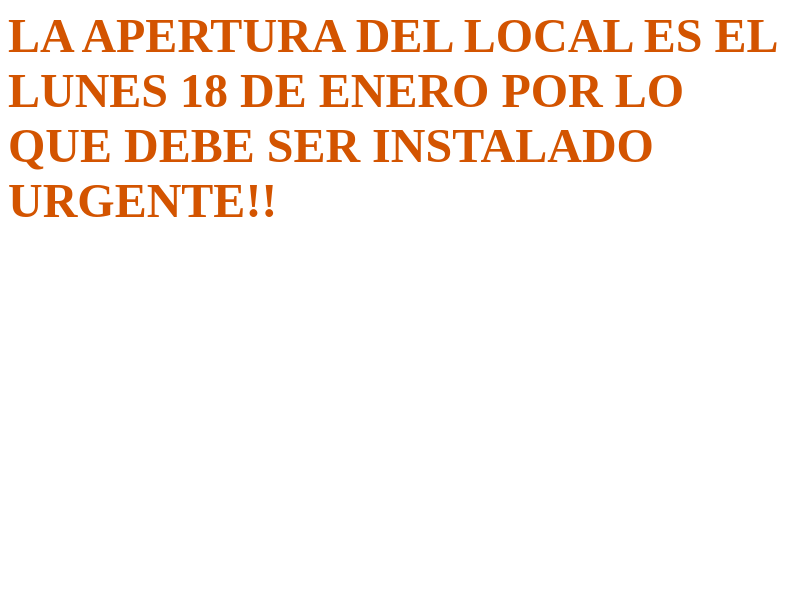 LA APERTURA DEL LOCAL ES EL
LUNES 18 DE ENERO POR LO
QUE DEBE SER INSTALADO
URGENTE!!